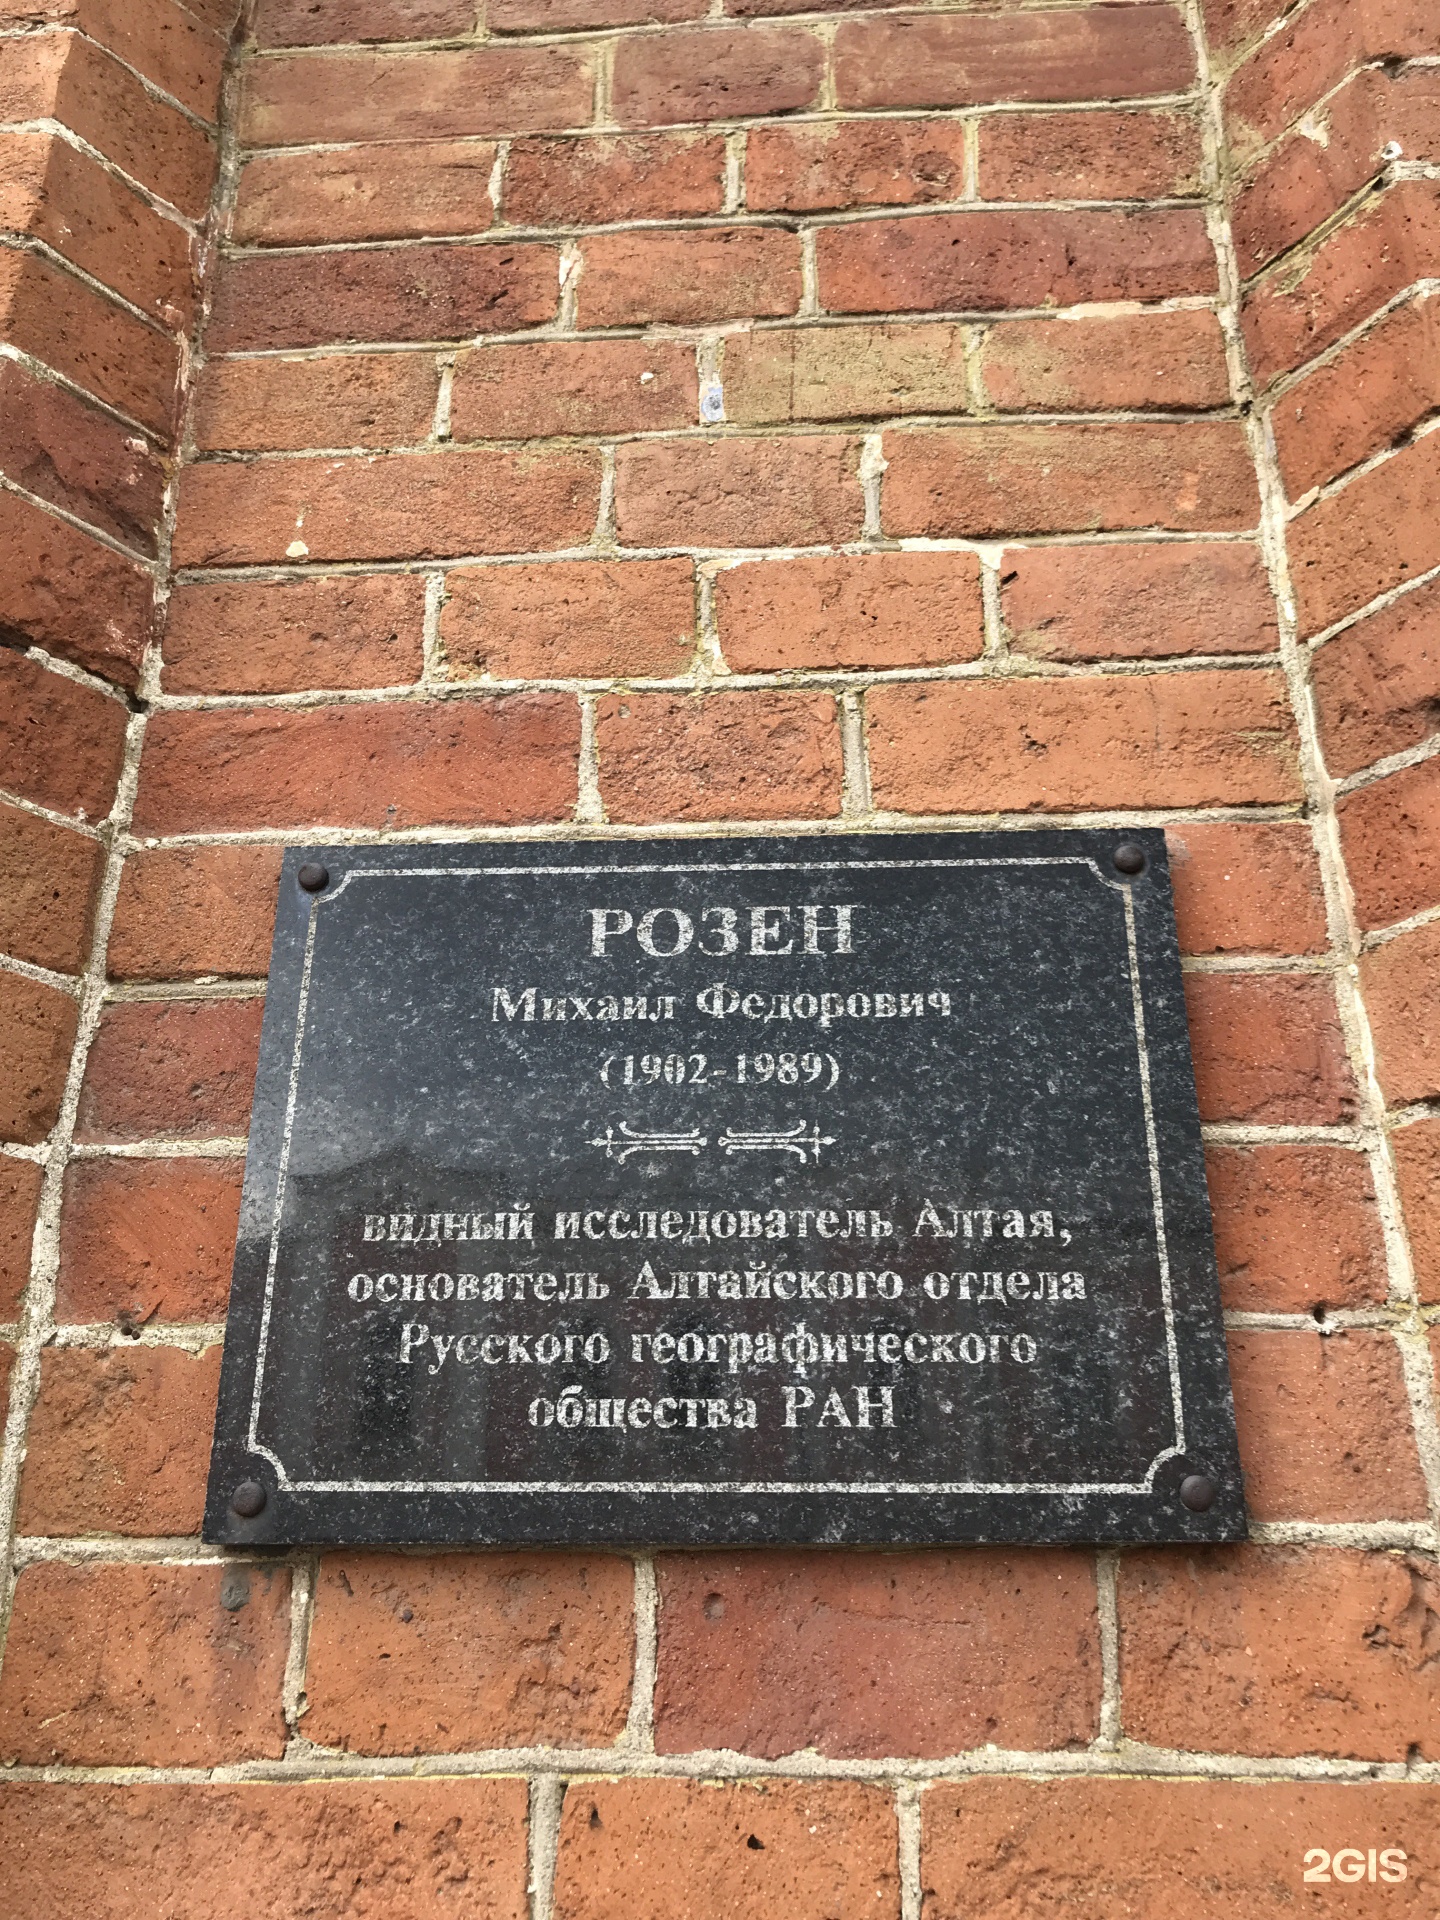 РОЗЕН
Михаил Федорович
(1902-1989)
видный исследователь Алтая,
основатель Алтайского отдела
Русского географического
общества РАН
2GIS